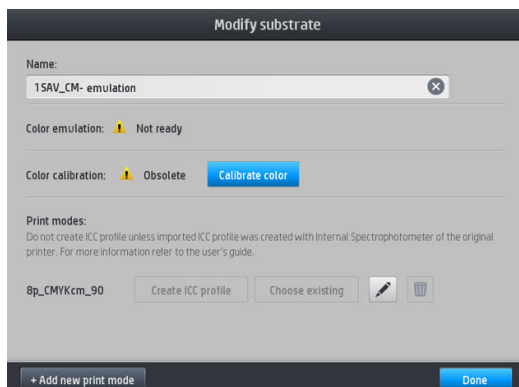 Modify substrate
Name:
1SAV_CM- emulation
Color emulation: Not ready
Color calibration: Obsolete Calibrate color
Print modes:
Do not create ICC profile unless imported ICC profile was created with Internal Spectrophotometer of the original
printer. For more information refer to the user's guide.
8p_CMYKcm_90 Create ICC profile Choose existing
+ Add new print mode Done